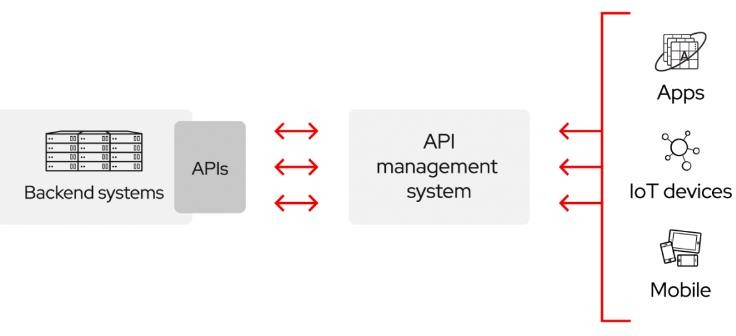 Backend systems
APIs
API
management
system
A
Apps
IoT devices
Mobile